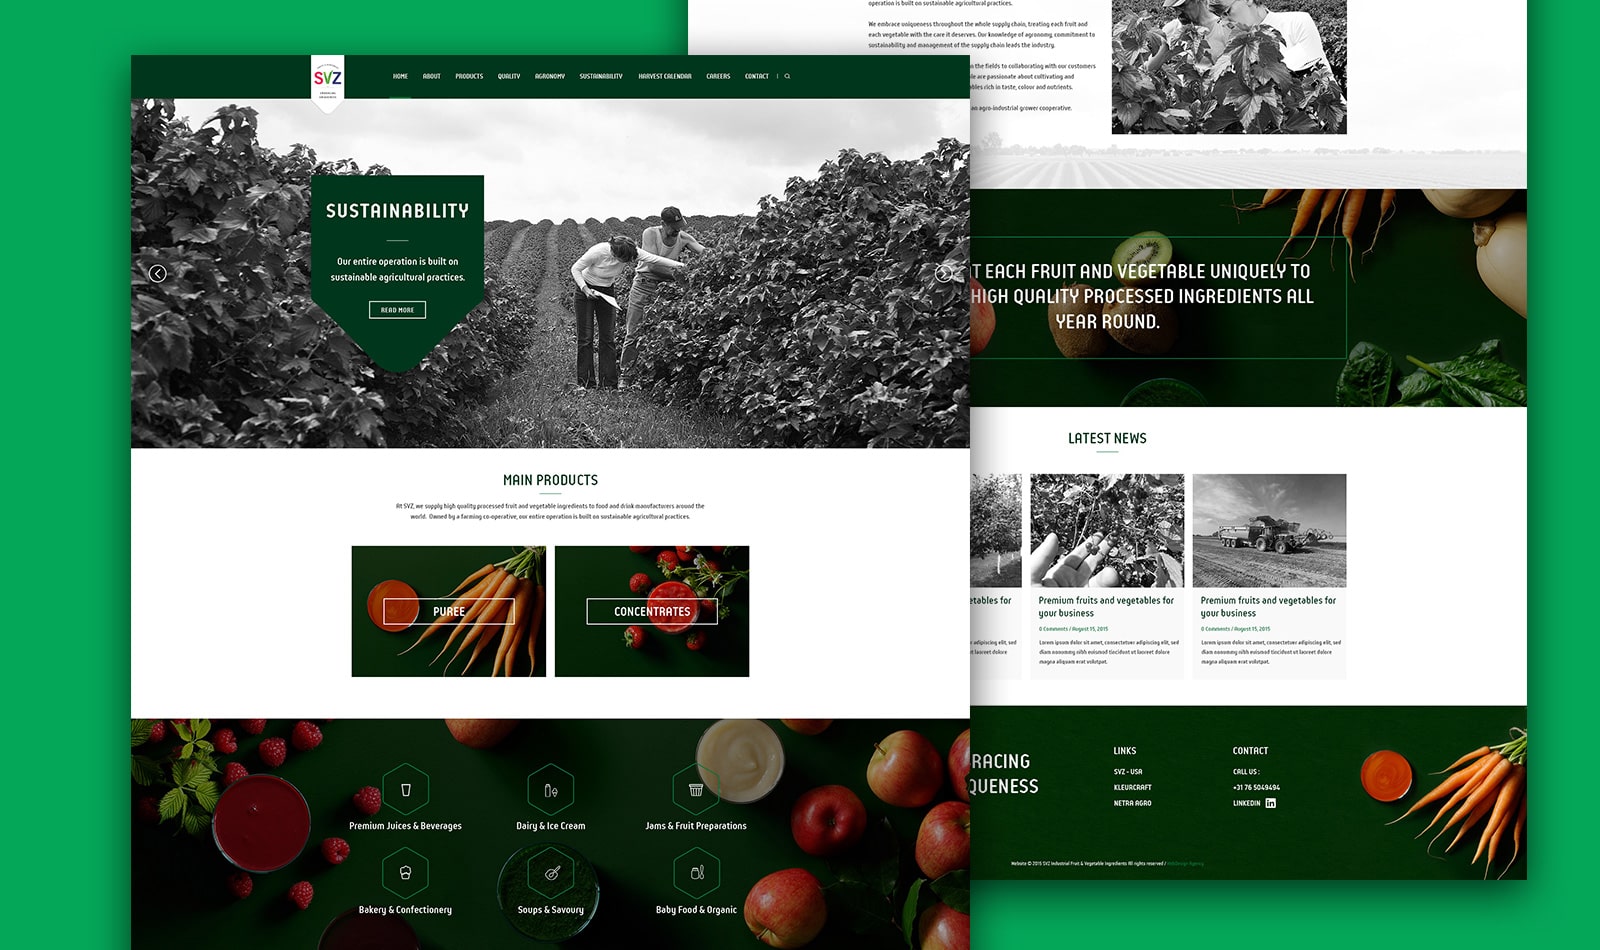 SVZ
HOME
ABOUT
PRODUCTS
QUALITY
AGRONOMY
SUSTAINABILITY
HARVEST CALENDAR
CAREERS
CONTACT
SUSTAINABILITY
Our entire operation is built on
sustainable agricultural practices.
READ MORE
MAIN PRODUCTS
At SVZ, we supply high quality processed fruit and vegetable ingredients to food and drink manufacturers around the
world. Owned by a farming co-operative, our entire operation is built on sustainable agricultural practices.
PUREE
CONCENTRATES
Premium Juices & Beverages
Dairy & Ice Cream
Jams & Fruit Preparations
Bakery & Confectionery
Soups & Savoury
Baby Food & Organic
operation is built on sustainable agricultural practices.
We embrace uniqueness throughout the whole supply chain, treating each fruit and
each vegetable with the care it deserves. Our knowledge of agronomy, commitment to
sustainability and management of the supply chain leads the industry.
n the fields to collaborating with our customers
le are passionate about cultivating and
ables rich in taste, colour and nutrients.
an agro-industrial grower cooperative.
T EACH FRUIT AND VEGETABLE UNIQUELY TO
HIGH QUALITY PROCESSED INGREDIENTS ALL
YEAR ROUND.
LATEST NEWS
etables for
adipiscing elit, sed
t laoreet dolore
Premium fruits and vegetables for
your business
0 Comments / August 15, 2015
Lorem ipsum dolor sit amet, consectetuer adipiscing elit, sed
diam nonummy nibh euismod tincidunt ut laoreet dolore
magna aliquam erat volutpat.
Premium fruits and vegetables for
your business
0 Comments / August 15, 2015
Lorem ipsum dolor sit amet, consectetuer adipiscing elit, sed
diam nonummy nibh euismod tincidunt ut laoreet dolore
magna aliquam erat volutpat.
RACING
QUENESS
LINKS
SVZ - USA
KLEURCRAFT
NETRA AGRO
CONTACT
CALL US :
+31 76 5049494
LINKEDIN in
Website © 2015 SVZ Industrial Fruit & Vegetable Ingredients All rights reserved / WebDesign Agency